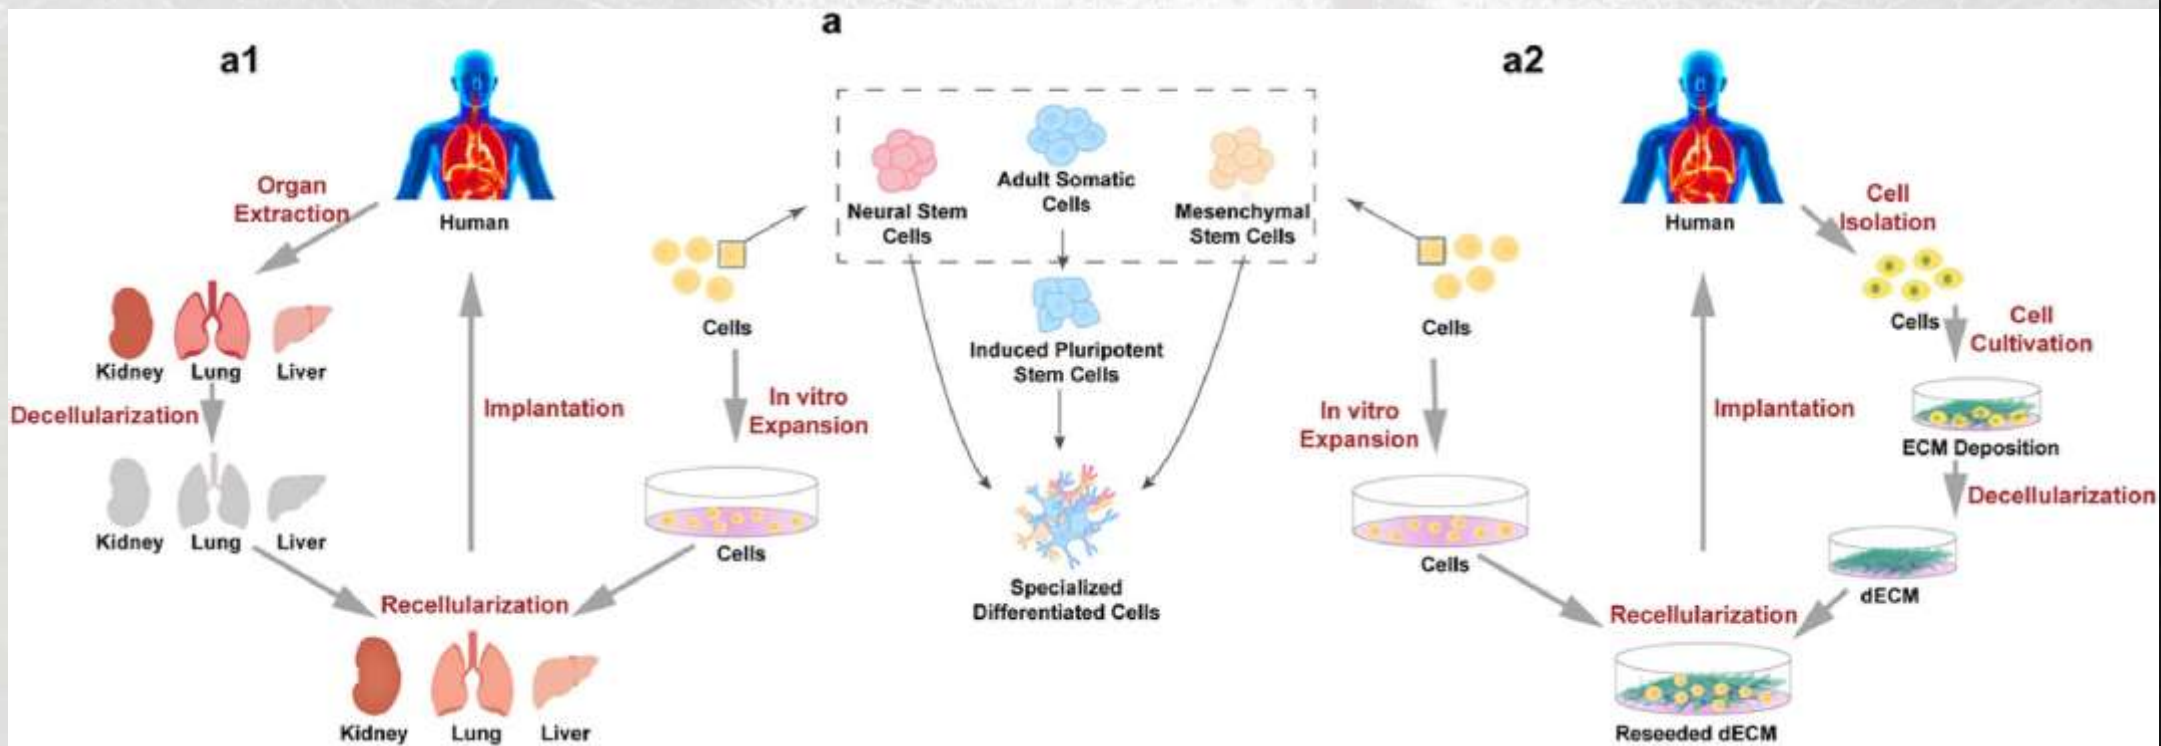 a
a1
Human
Organ
Extraction
Kidney
Lung
Liver
Decellularization
Kidney
Lung
Liver
Implantation
Cells
In vitro
Expansion
Cells
Recellularization
Kidney
Lung
Liver
Neural Stem
Cells
Adult Somatic
Cells
Mesenchymal
Stem Cells
Induced Pluripotent
Stem Cells
Specialized
Differentiated Cells
a2
Human
Cell
Isolation
Cells
Cell
Cultivation
ECM Deposition
Decellularization
dECM
Implantation
Cells
In vitro
Expansion
Cells
Recellularization
Reseeded dECM